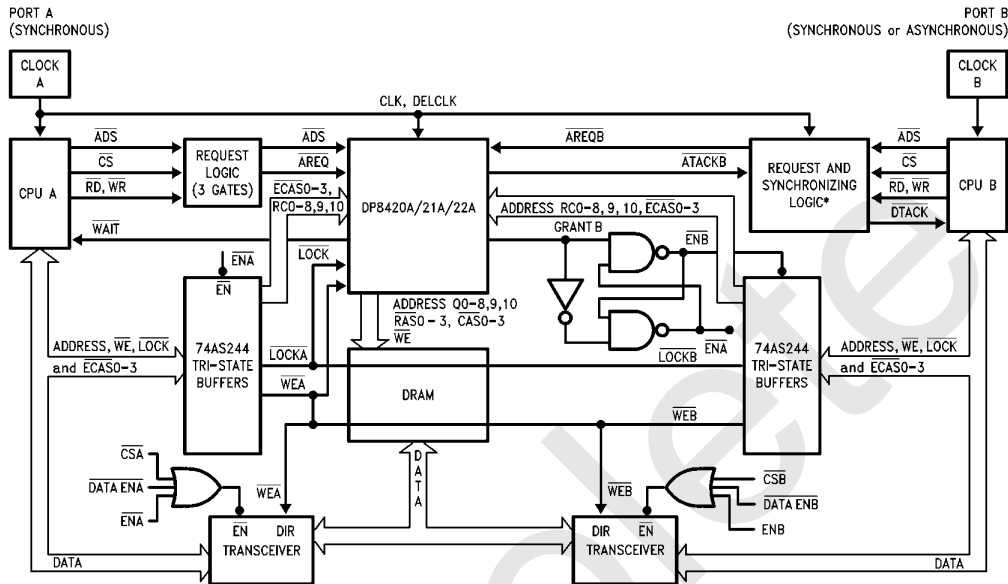 PORT A
(SYNCHRONOUS)
PORT B
(SYNCHRONOUS or ASYNCHRONOUS)
CLOCK
A
CLOCK
B
CLK, DELCLK
CPU A
ADS
CS
RD, WR
REQUEST
LOGIC
(3 GATES)
ADS
AREQ
ECAS0-3,
RC0-8,9,10
WAIT
DP8420A/21A/22A
AREQB
ATACKB
ADDRESS RC0-8, 9, 10, ECAS0-3
REQUEST AND
SYNCHRONIZING
LOGIC*
ADS
CS
RD, WR
DTACK
CPU B
GRANT B
ENB
ENA
LOCK
ENA
EN
74AS244
TRI-STATE
BUFFERS
ADDRESS, WE, LOCK
and ECAS0-3
LOCKA
WEA
ADDRESS Q0-8,9,10
RAS0-3, CAS0-3
WE
DRAM
LOCKB
WEB
74AS244
TRI-STATE
BUFFERS
ADDRESS, WE, LOCK
and ECAS0-3
CSA
DATA ENA
ENA
WEA
EN DIR
TRANSCEIVER
DATA
DATA
WEB
DIR EN
TRANSCEIVER
CSB
DATA ENB
ENB
DATA
lete